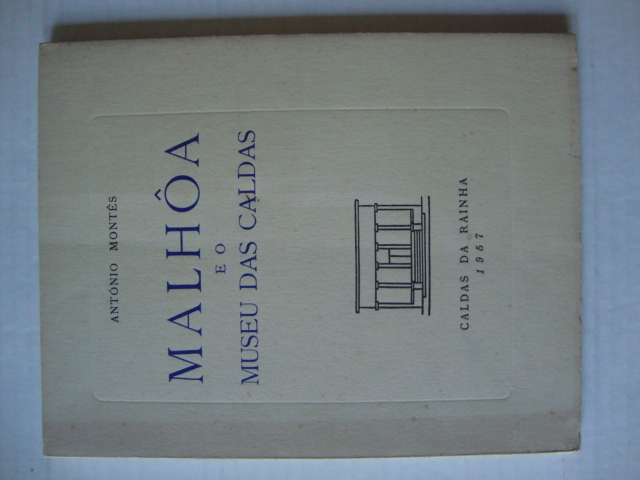 ANTÓNIO MONTÊS
MALHÔA
E O
MUSEU DAS CALDAS
CALDAS DA RAINHA
1957